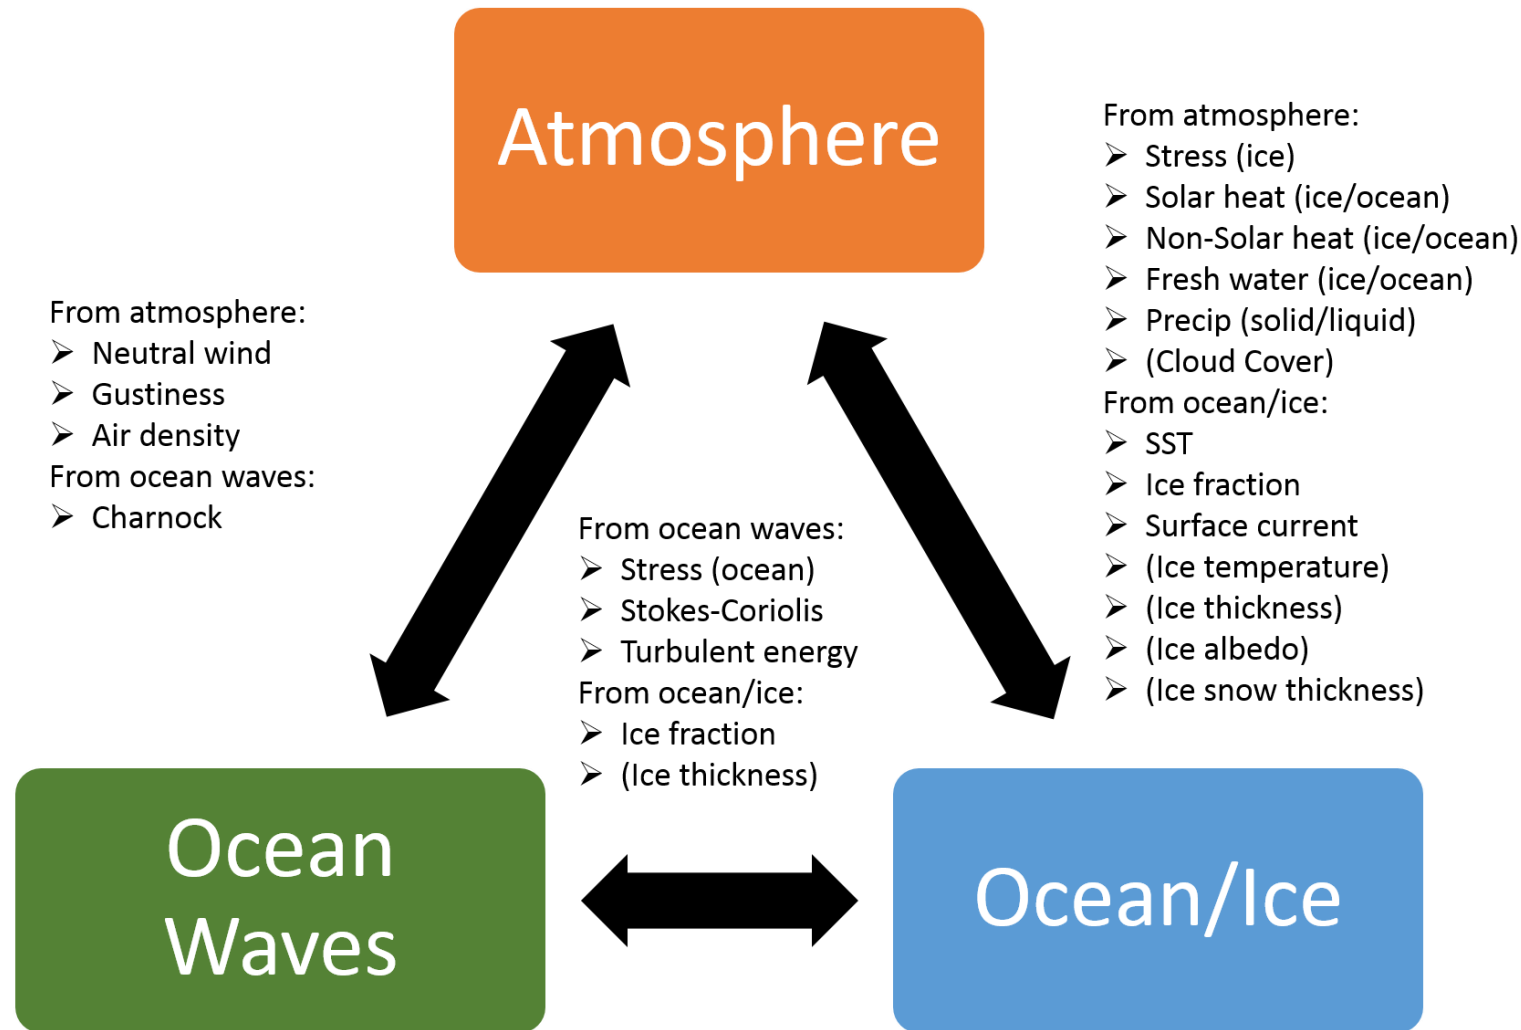 Atmosphere
From atmosphere:
➢ Stress (ice)
➢ Solar heat (ice/ocean)
➢ Non-Solar heat (ice/ocean)
➢ Fresh water (ice/ocean)
➢ Precip (solid/liquid)
➢ (Cloud Cover)
From ocean/ice:
➢ SST
➢ Ice fraction
➢ Surface current
➢ (Ice temperature)
➢ (Ice thickness)
➢ (Ice albedo)
➢ (Ice snow thickness)
From atmosphere:
➢ Neutral wind
➢ Gustiness
➢ Air density
From ocean waves:
➢ Charnock
From ocean waves:
➢ Stress (ocean)
➢ Stokes-Coriolis
➢ Turbulent energy
From ocean/ice:
➢ Ice fraction
➢ (Ice thickness)
Ocean
Waves
Ocean/Ice